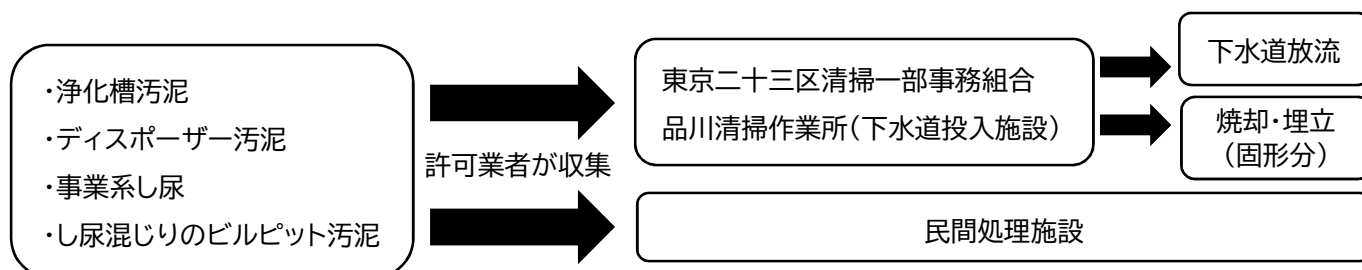 ・浄化槽汚泥
・ディスポーザー汚泥
・事業系し尿
・し尿混じりのビルピット汚泥
許可業者が収集
東京二十三区清掃一部事務組合
品川清掃作業所(下水道投入施設)
下水道放流
焼却・埋立
(固形分)
民間処理施設